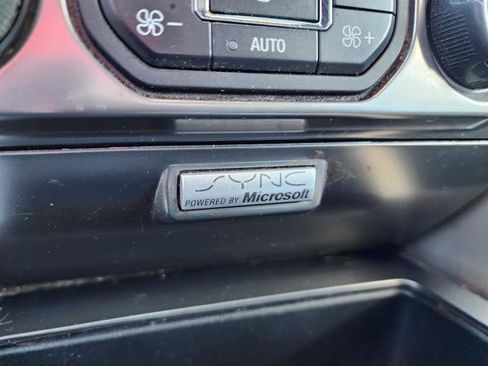 −
AUTO
+
SYNC
POWERED BY Microsoft